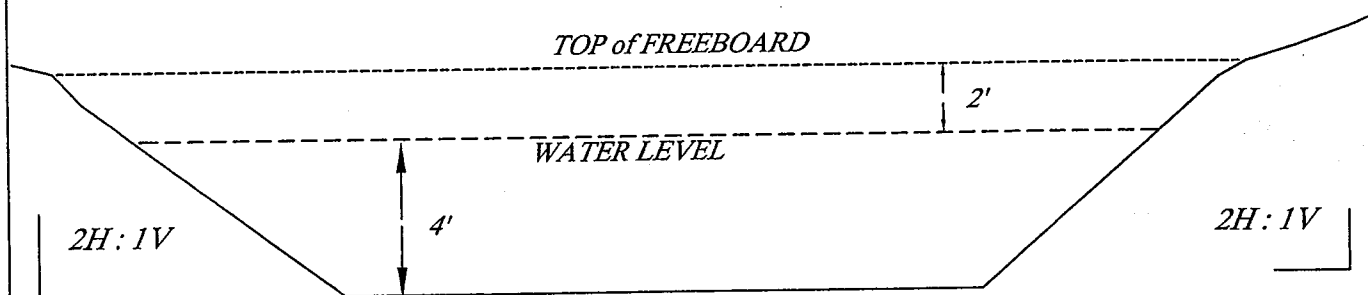 TOP of FREEBOARD
2'
WATER LEVEL
4'
2H : 1V
2H : 1V